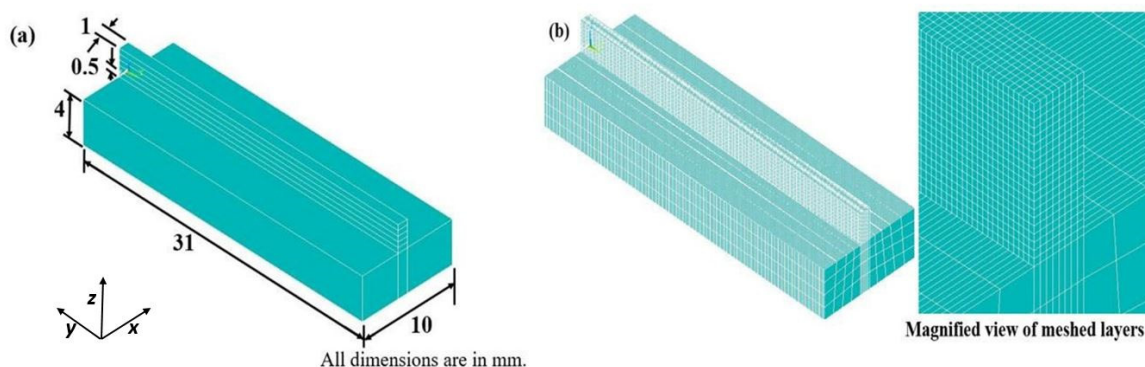 (a)
1
0.5
4
31
10
z
y
x
All dimensions are in mm.
(b)
Magnified view of meshed layers